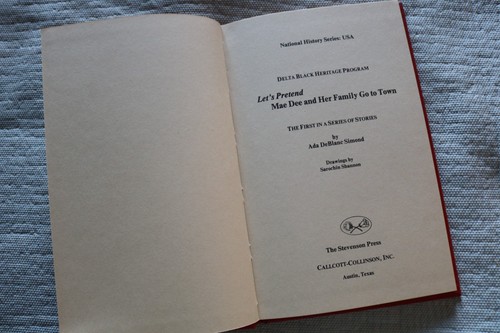 National History Series: USA
Delta Black Heritage Program
Let's Pretend
Mae Dee and Her Family Go to Town
The First in a Series of Stories
by
Ada DeBlanc Simond
Drawings by
Sarachin Shannon
The Stevenson Press
Callcott-Collinson, Inc.
Austin, Texas